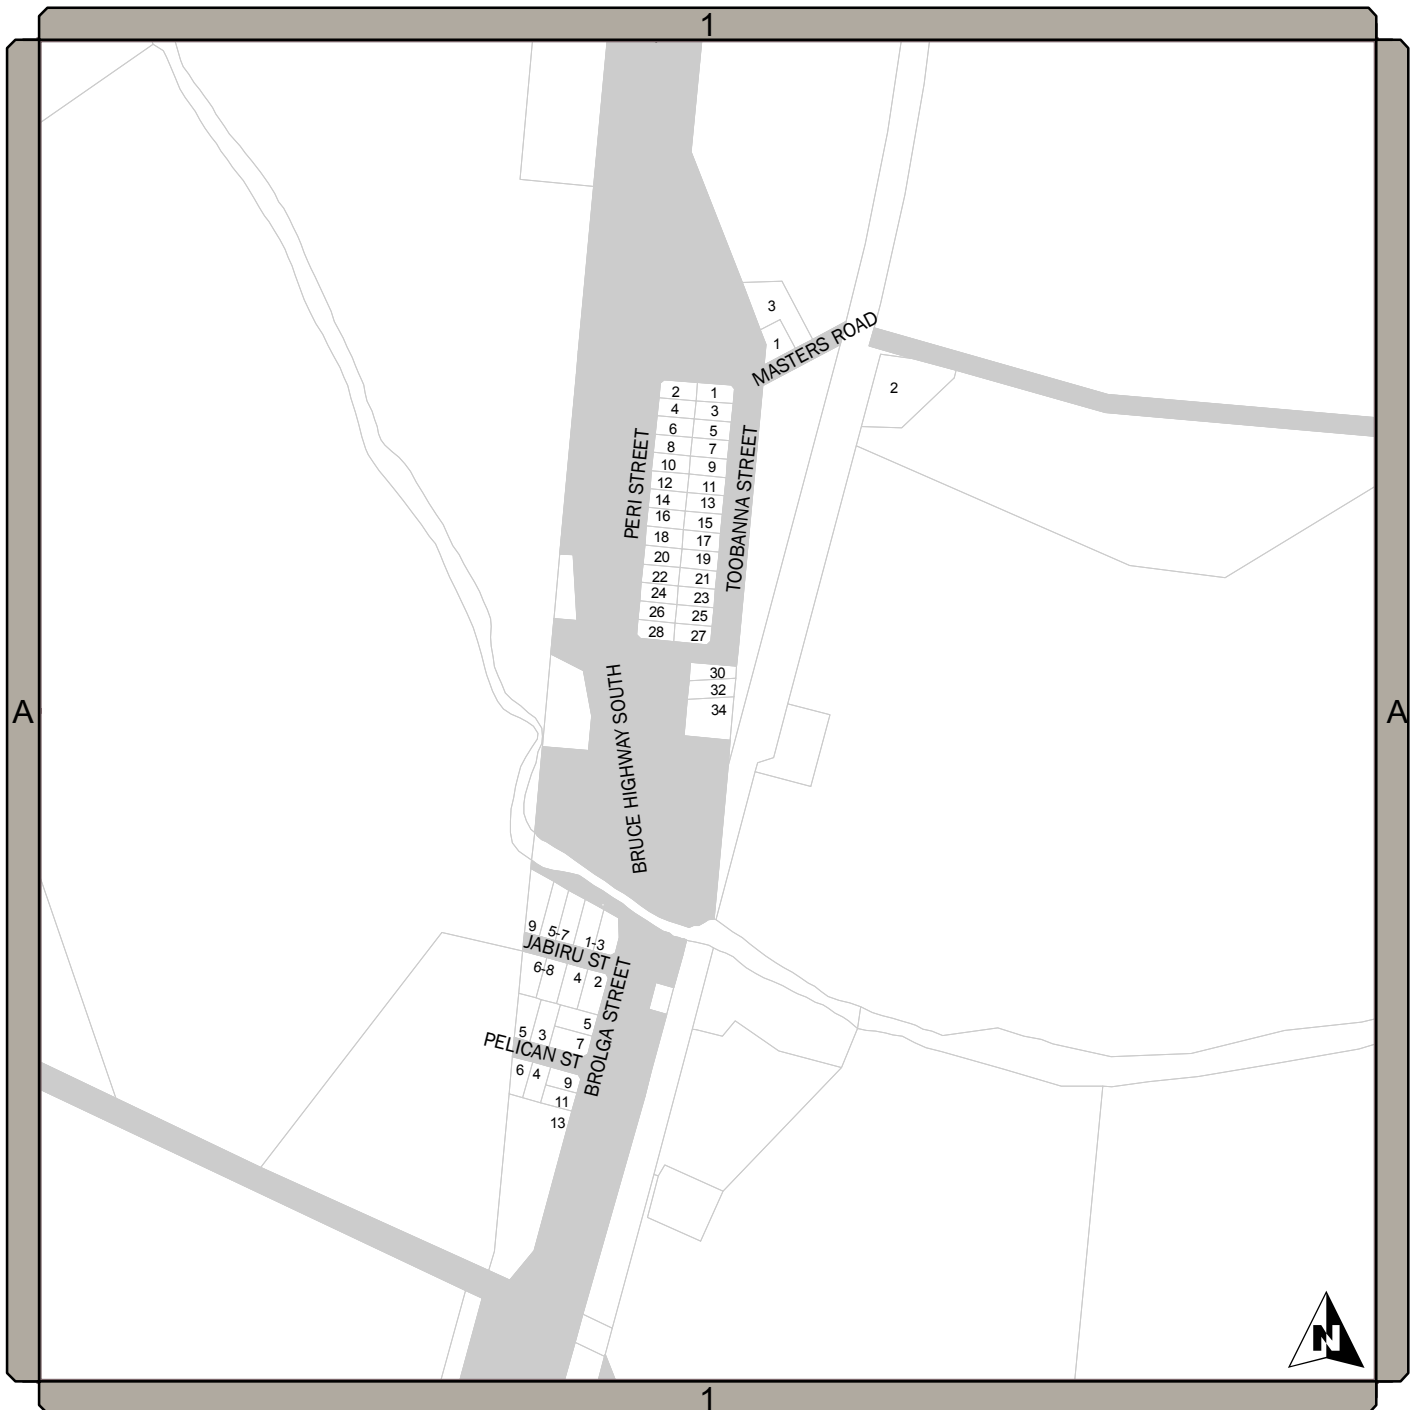 1
3
1
MASTERS ROAD
2
2 1
4 3
6 5
8 7
10 9
12 11
14 13
16 15
18 17
20 19
22 21
24 23
26 25
28 27
PERI STREET
TOOBANNA STREET
30
32
34
BRUCE HIGHWAY SOUTH
A
A
9 5-7 1-3
JABIRU ST
6-8 4 2
BROLGA STREET
5
5 3
7
PELICAN ST
6 4
9
11
13
N
1